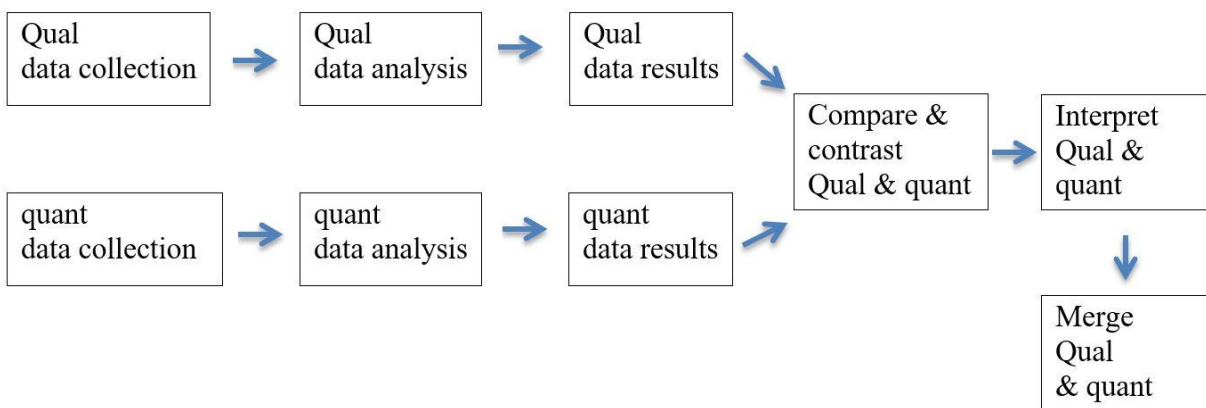 Qual
data collection
Qual
data analysis
Qual
data results
quant
data collection
quant
data analysis
quant
data results
Compare &
contrast
Qual & quant
Interpret
Qual &
quant
Merge
Qual
& quant